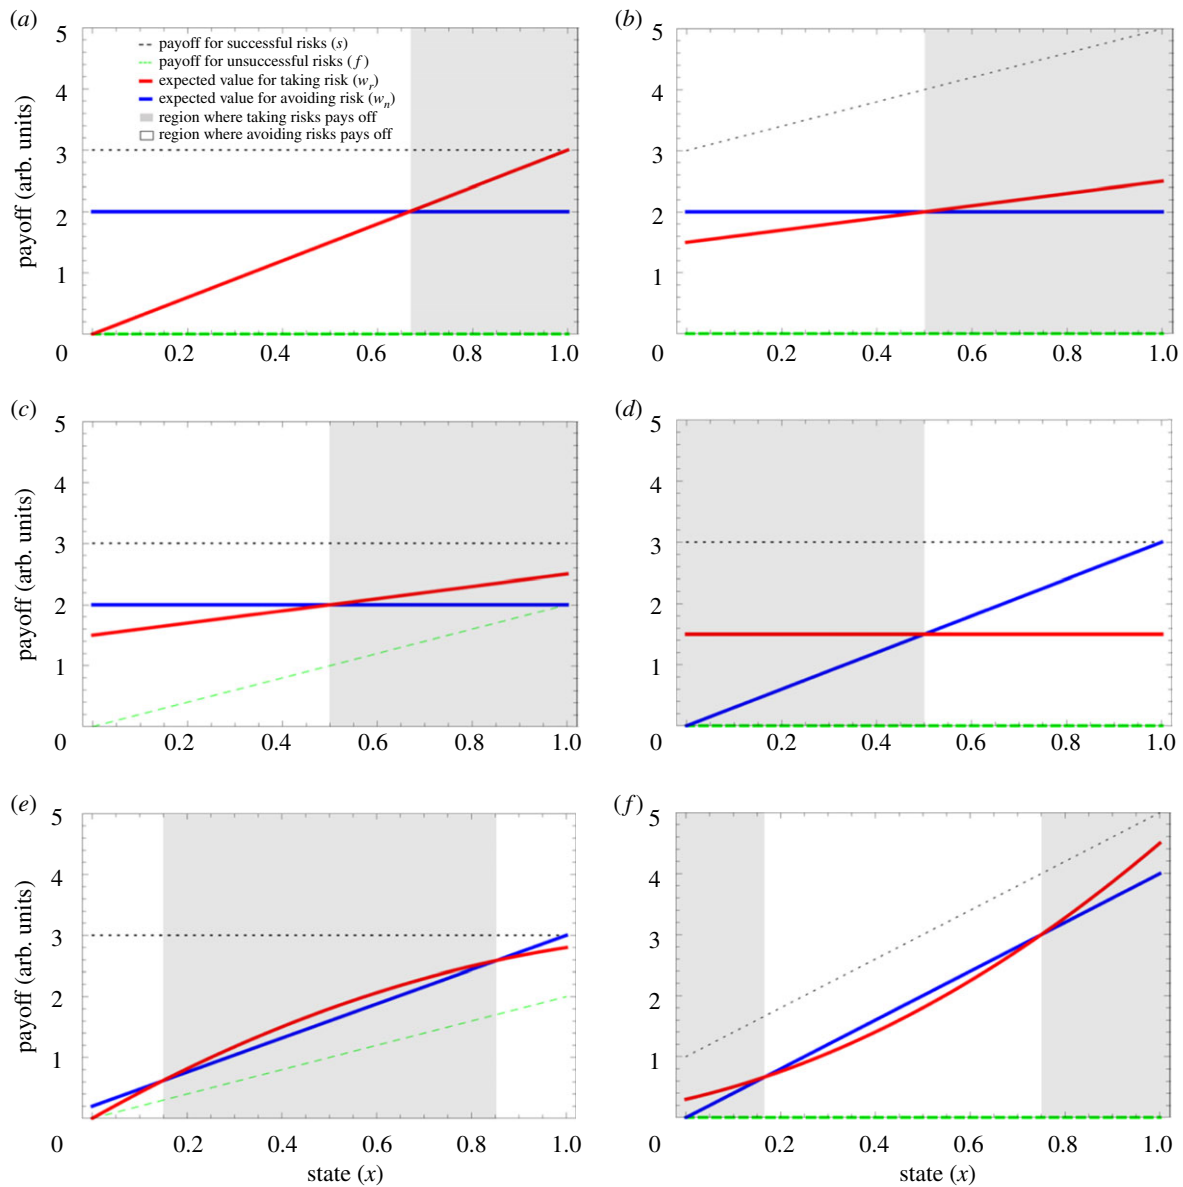 (a)
(b)
5
payoff for successful risks (s)
payoff for unsuccessful risks (f)
expected value for taking risk (w_r)
expected value for avoiding risk (w_n)
region where taking risks pays off
region where avoiding risks pays off
4
3
2
1
0 0.2 0.4 0.6 0.8 1.0
payoff (arb. units)
5
4
3
2
1
0 0.2 0.4 0.6 0.8 1.0
(c)
(d)
5
4
3
2
1
0 0.2 0.4 0.6 0.8 1.0
payoff (arb. units)
5
4
3
2
1
0 0.2 0.4 0.6 0.8 1.0
(e)
(f)
5
4
3
2
1
0 0.2 0.4 0.6 0.8 1.0
payoff (arb. units)
state (x)
5
4
3
2
1
0 0.2 0.4 0.6 0.8 1.0
state (x)